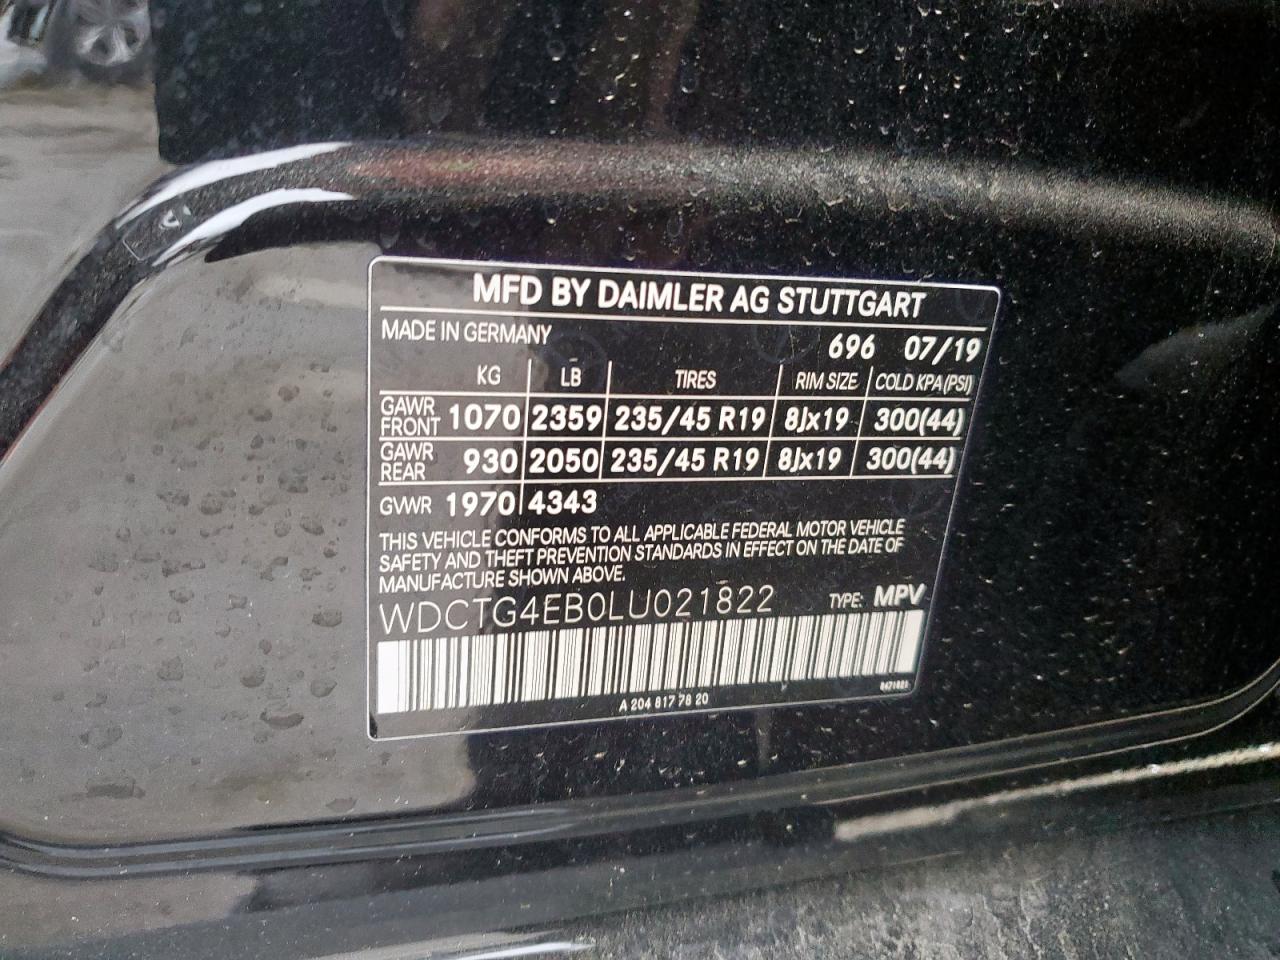 MFD BY DAIMLER AG STUTTGART
MADE IN GERMANY 696 07/19
KG LB TIRES RIM SIZE COLD KPA(PSI)
GAWR FRONT 1070 2359 235/45 R19 8Jx19 300(44)
GAWR REAR 930 2050 235/45 R19 8Jx19 300(44)
GVWR 1970 4343
THIS VEHICLE CONFORMS TO ALL APPLICABLE FEDERAL MOTOR VEHICLE
SAFETY AND THEFT PREVENTION STANDARDS IN EFFECT ON THE DATE OF
MANUFACTURE SHOWN ABOVE.
WDCTG4EB0LU021822 TYPE: MPV
A 204 817 78 20